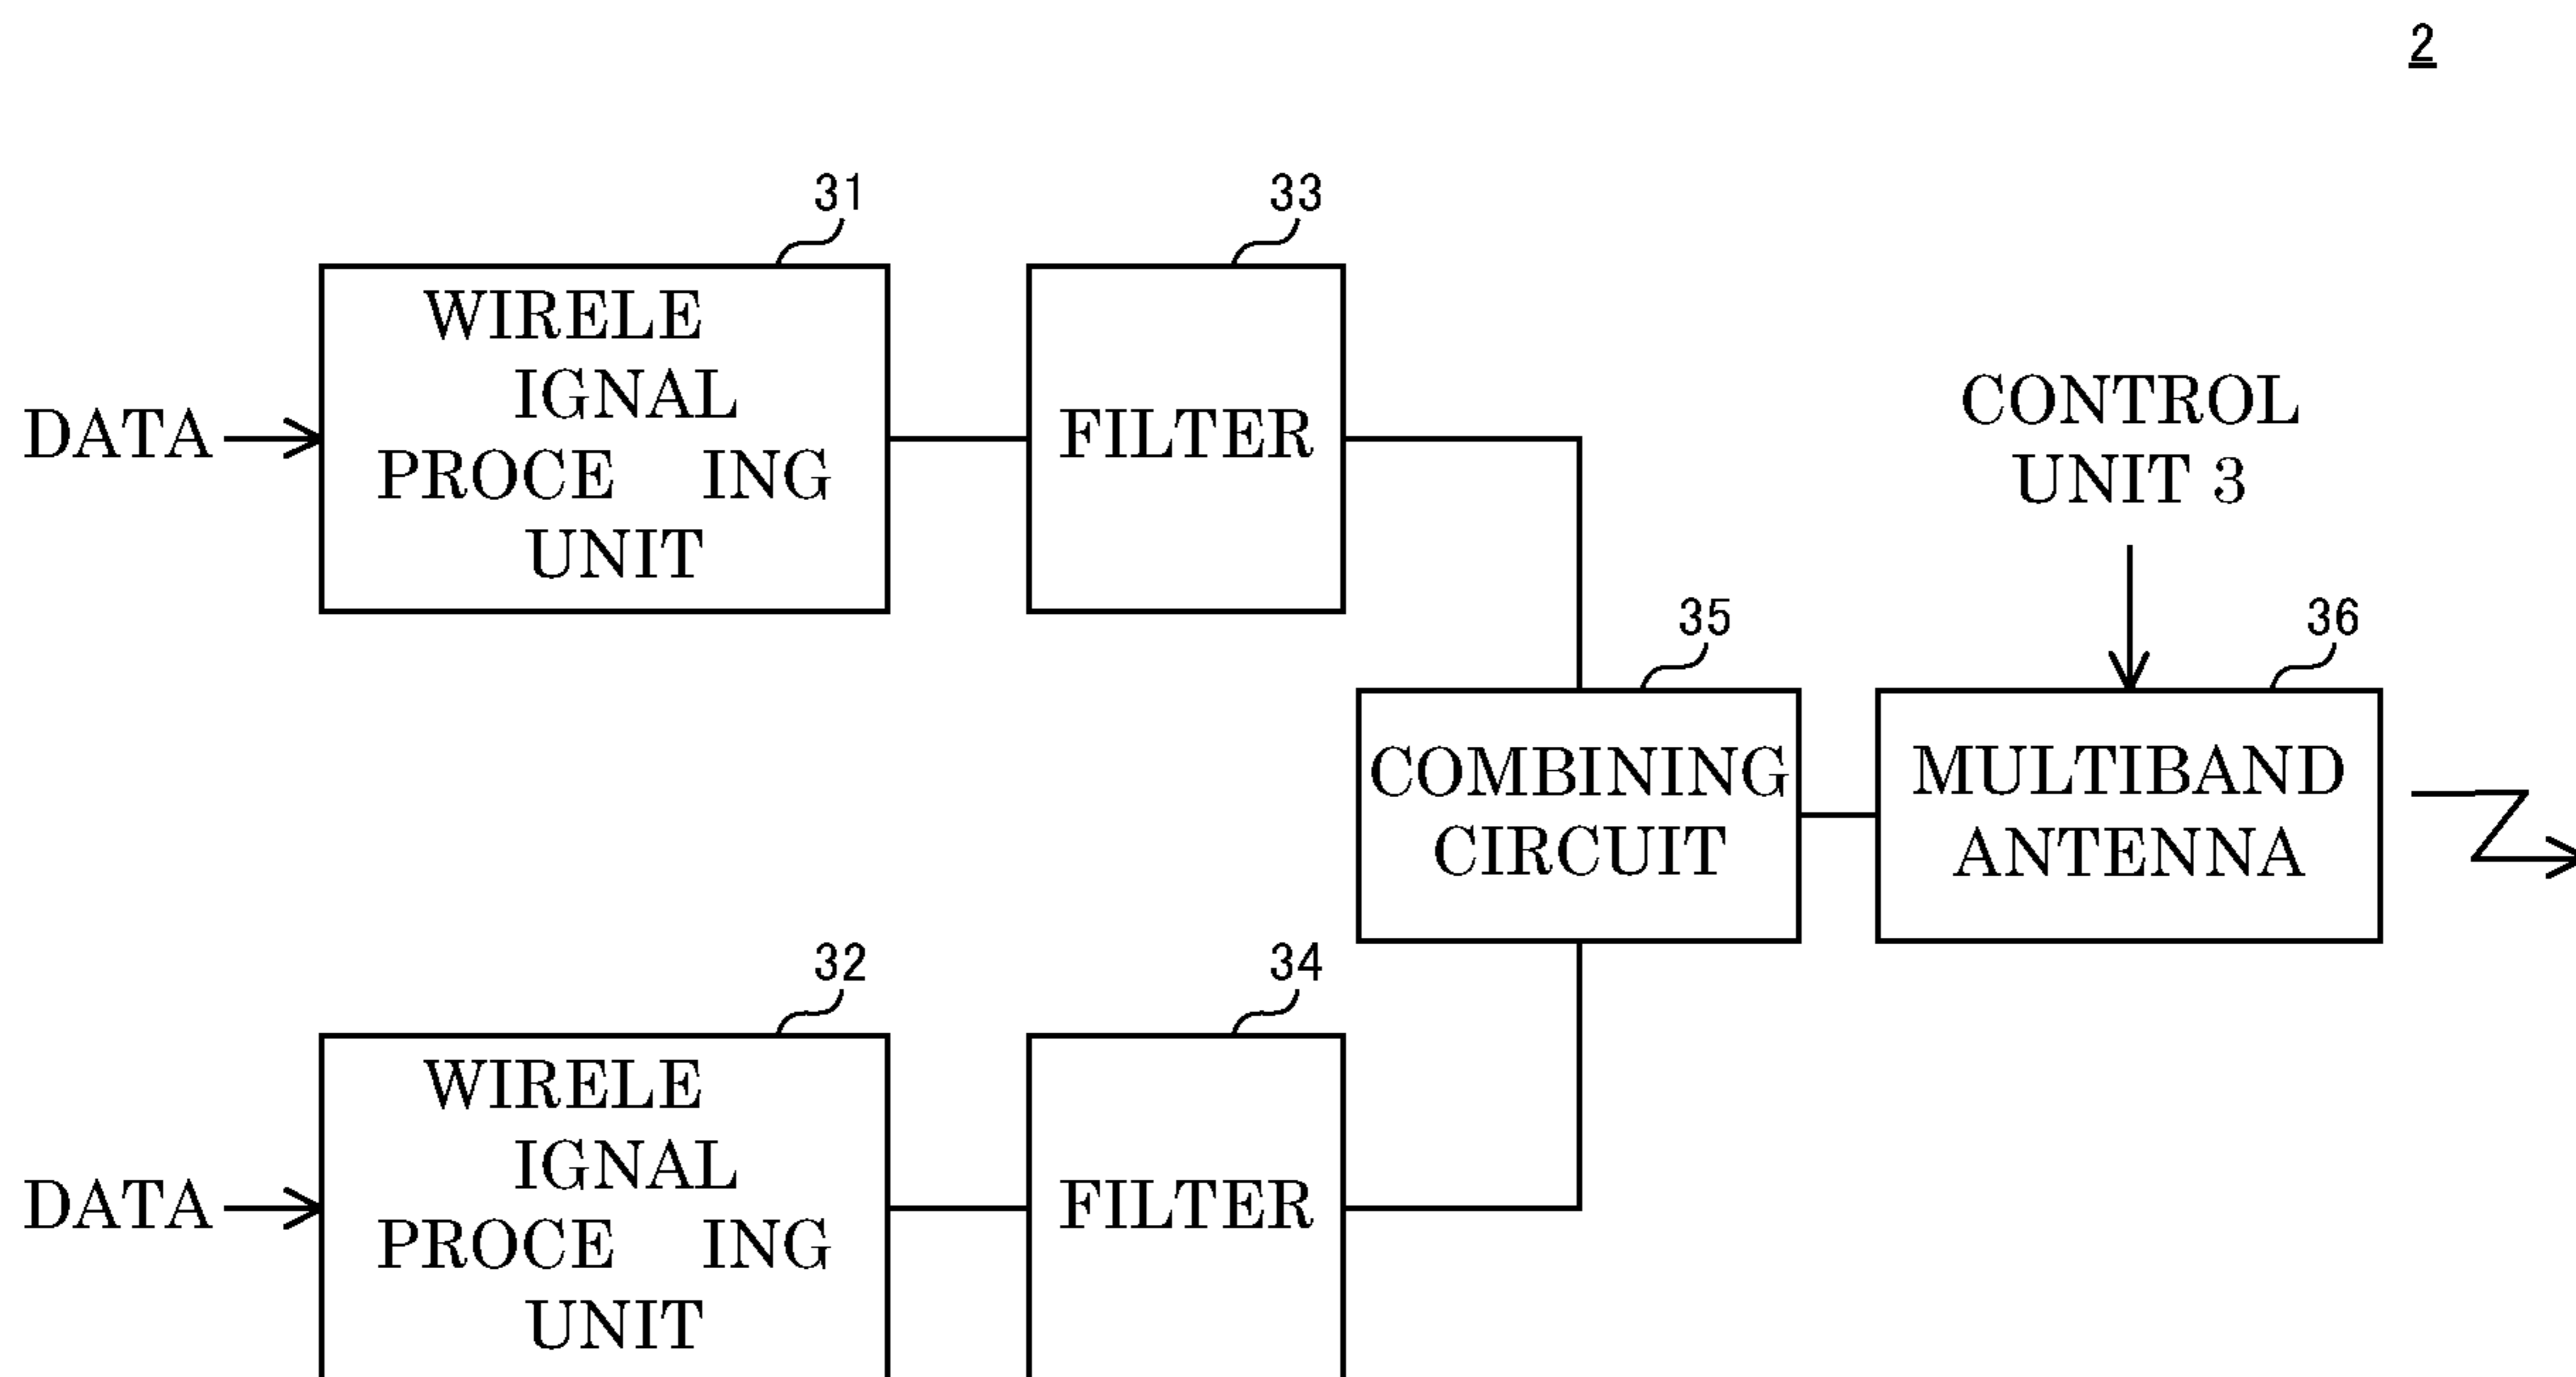 2
31
33
WIRELE
IGNAL
PROCE ING
UNIT
DATA
FILTER
CONTROL
UNIT 3
35
36
COMBINING
CIRCUIT
MULTIBAND
ANTENNA
32
34
WIRELE
IGNAL
PROCE ING
UNIT
DATA
FILTER